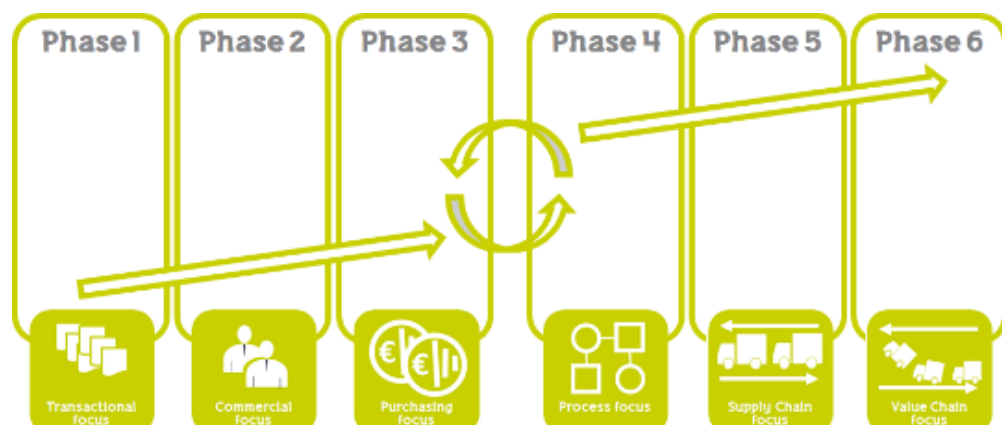 Phase 1
Phase 2
Phase 3
Phase 4
Phase 5
Phase 6
Transactional
focus
Commercial
focus
€ €
Purchasing
focus
Process focus
Supply Chain
focus
Value Chain
focus